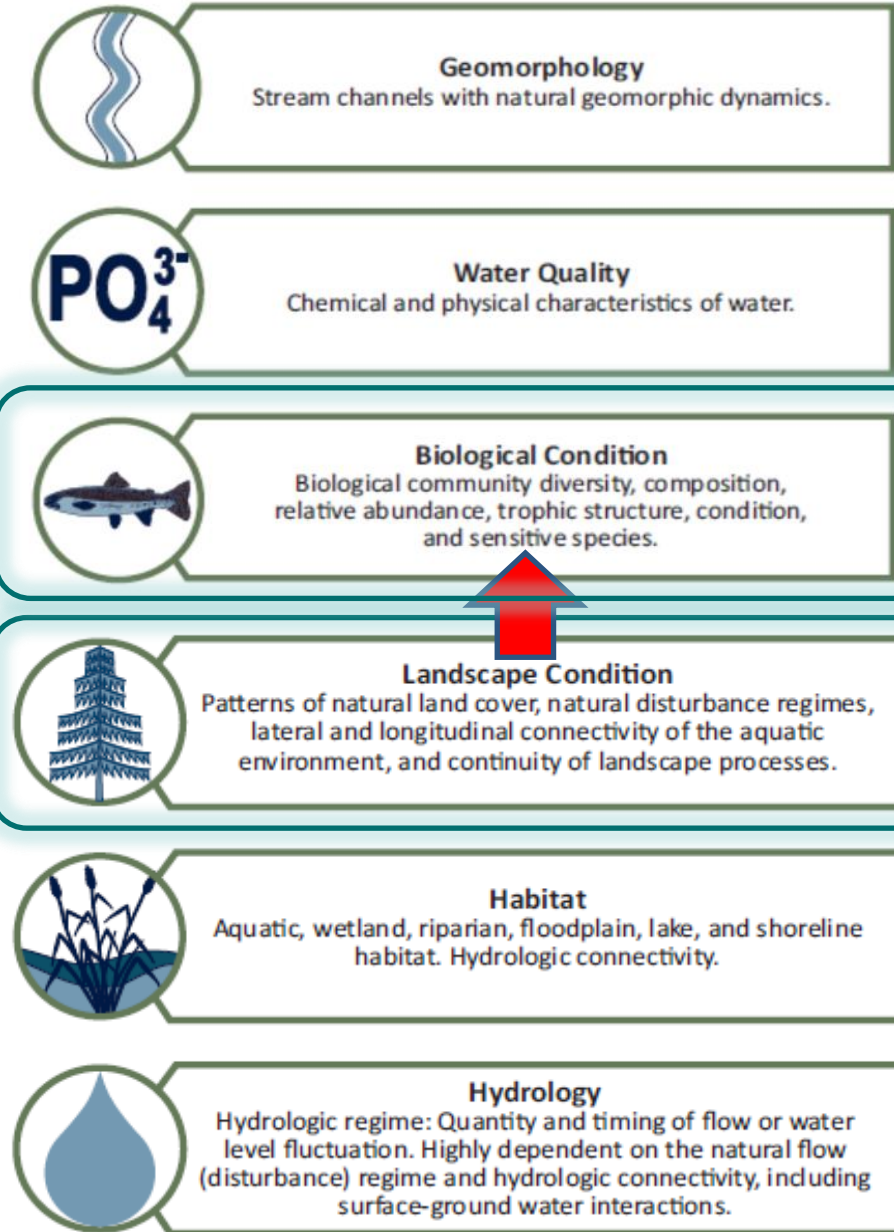 Geomorphology
Stream channels with natural geomorphic dynamics.
PO₄³⁻
Water Quality
Chemical and physical characteristics of water.
Biological Condition
Biological community diversity, composition,
relative abundance, trophic structure, condition,
and sensitive species.
Landscape Condition
Patterns of natural land cover, natural disturbance regimes,
lateral and longitudinal connectivity of the aquatic
environment, and continuity of landscape processes.
Habitat
Aquatic, wetland, riparian, floodplain, lake, and shoreline
habitat. Hydrologic connectivity.
Hydrology
Hydrologic regime: Quantity and timing of flow or water
level fluctuation. Highly dependent on the natural flow
(disturbance) regime and hydrologic connectivity, including
surface-ground water interactions.